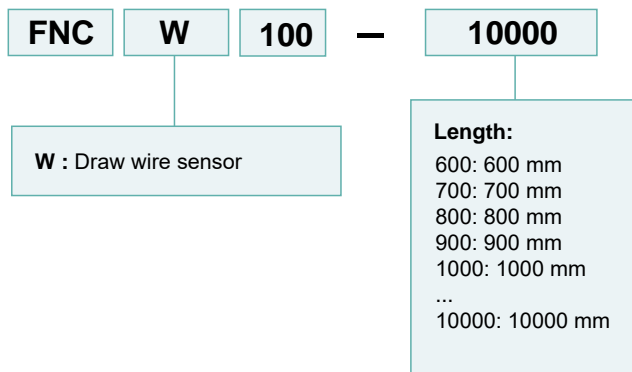 FNC W 100 – 10000
W : Draw wire sensor
Length:
600: 600 mm
700: 700 mm
800: 800 mm
900: 900 mm
1000: 1000 mm
...
10000: 10000 mm